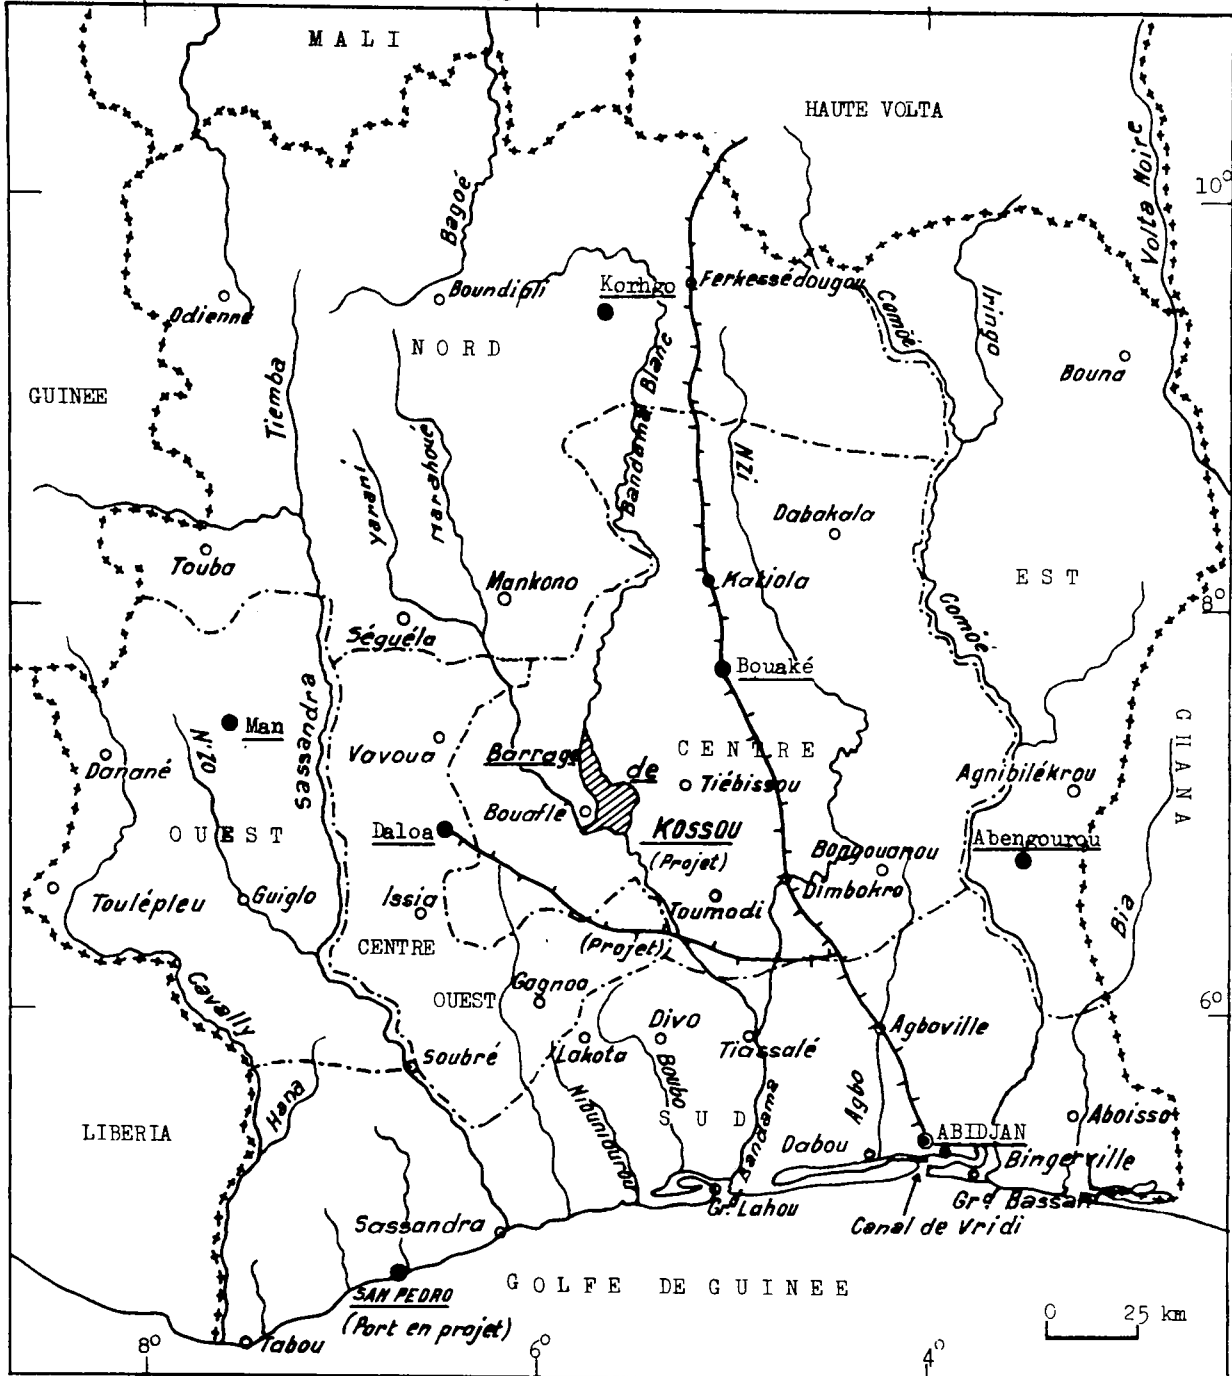 MALI
HAUTE VOLTA
Volta Noire
10°
Bagoé
Odienné
Boundiali
Korhgo
Ferkessédougou
Comoé
Iringo
Bouna
NORD
GUINEE
Tiemba
Yarani
Marahoué
Bandama Blanc
NZi
Dabakala
Touba
Mankono
Katiola
EST
8°
Séguéla
Comoé
Bouaké
Man
N'Zo
Sassandra
Vavoua
Barrage
de
CENTRE
GHANA
Danané
Tiébissou
Agnibilékrou
OUEST
Daloa
Bouaflé
KOSSOU
(Projet)
Bongouanou
Abengourou
Toulépleu
Guiglo
Issia
Toumodi
Dimbokro
Bia
CENTRE
(Projet)
Cavally
OUEST
Gagnoa
6°
Divo
Agboville
Soubré
Lakota
Boubo
Tiassalé
Hana
LIBERIA
Niouniourou
SUD
Bandama
Agbo
Dabou
ABIDJAN
Aboisso
Bingerville
Grd Bassan
Grd Lahou
Canal de Vridi
Sassandra
GOLFE DE GUINEE
SAN PEDRO
(Port en projet)
Tabou
0 25 km
8°
6°
4°